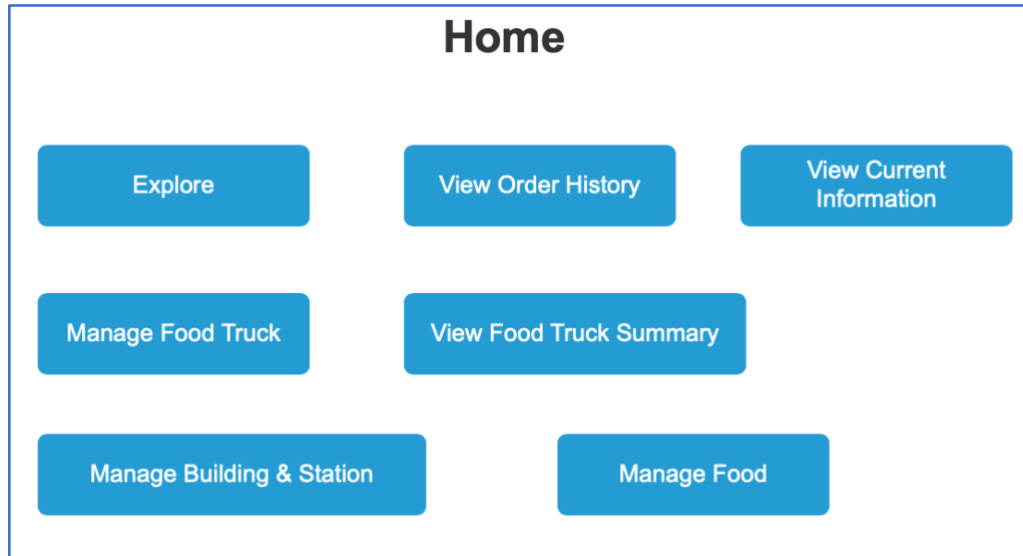 Home
Explore
View Order History
View Current
Information
Manage Food Truck
View Food Truck Summary
Manage Building & Station
Manage Food